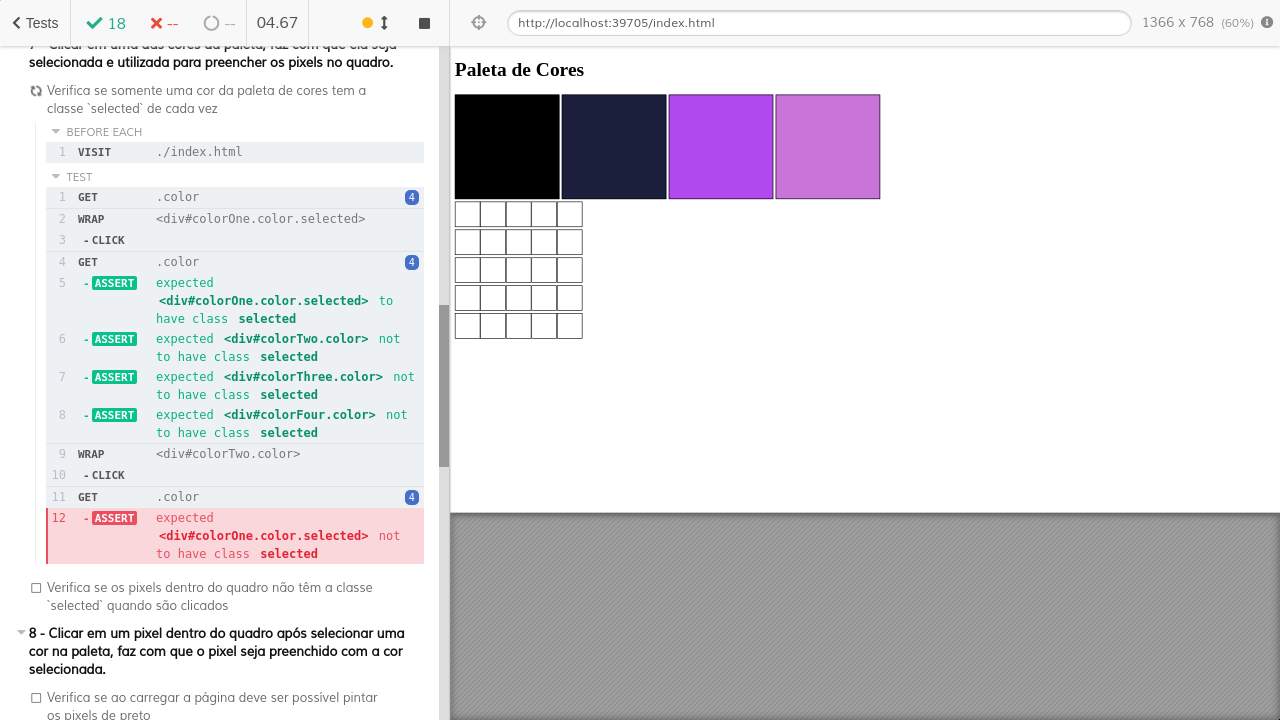 Tests
18
--
--
04.67
http://localhost:39705/index.html
1366 x 768 (60%)
7 - Clicar em uma das cores da paleta, faz com que ela seja
selecionada e utilizada para preencher os pixels no quadro.
Verifica se somente uma cor da paleta de cores tem a
classe `selected` de cada vez
BEFORE EACH
1 VISIT ./index.html
TEST
1 GET .color 4
2 WRAP <div#colorOne.color.selected>
3 - CLICK
4 GET .color 4
5 - ASSERT expected
<div#colorOne.color.selected> to
have class selected
6 - ASSERT expected <div#colorTwo.color> not
to have class selected
7 - ASSERT expected <div#colorThree.color> not
to have class selected
8 - ASSERT expected <div#colorFour.color> not
to have class selected
9 WRAP <div#colorTwo.color>
10 - CLICK
11 GET .color 4
12 - ASSERT expected
<div#colorOne.color.selected> not
to have class selected
Verifica se os pixels dentro do quadro não têm a classe
`selected` quando são clicados
8 - Clicar em um pixel dentro do quadro após selecionar uma
cor na paleta, faz com que o pixel seja preenchido com a cor
selecionada.
Verifica se ao carregar a página deve ser possível pintar
os pixels de preto
Paleta de Cores